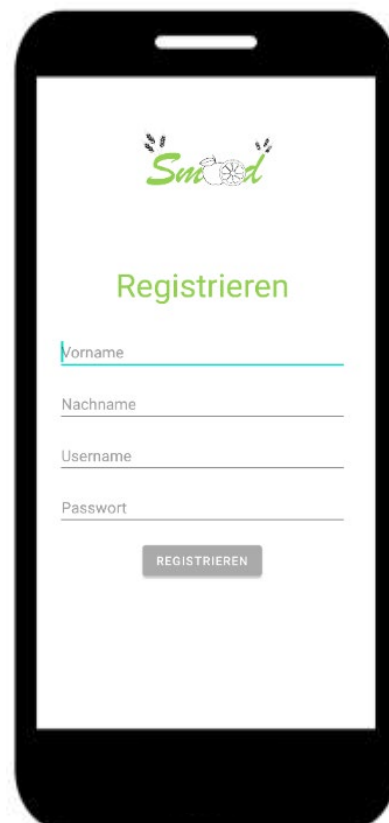 Smood
Registrieren
Vorname
Nachname
Username
Passwort
REGISTRIEREN